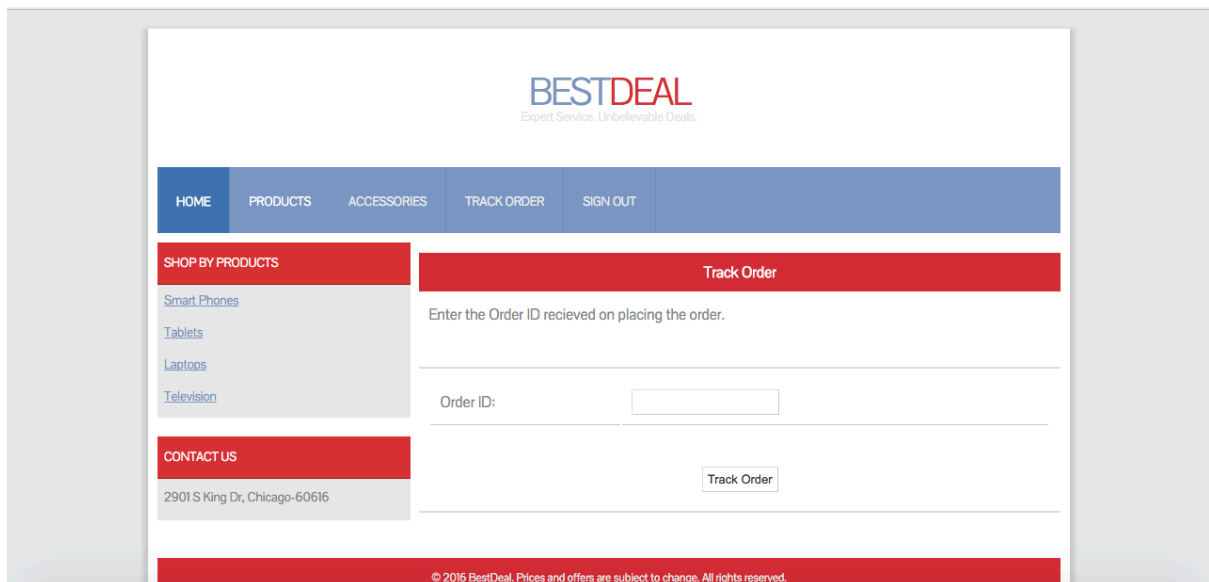 BESTDEAL
Expert Service. Unbelievable Deals.
HOME PRODUCTS ACCESSORIES TRACK ORDER SIGN OUT
SHOP BY PRODUCTS
Smart Phones
Tablets
Laptops
Television
CONTACT US
2901 S King Dr, Chicago-60616
Track Order
Enter the Order ID recieved on placing the order.
Order ID:
Track Order
© 2016 BestDeal. Prices and offers are subject to change. All rights reserved.